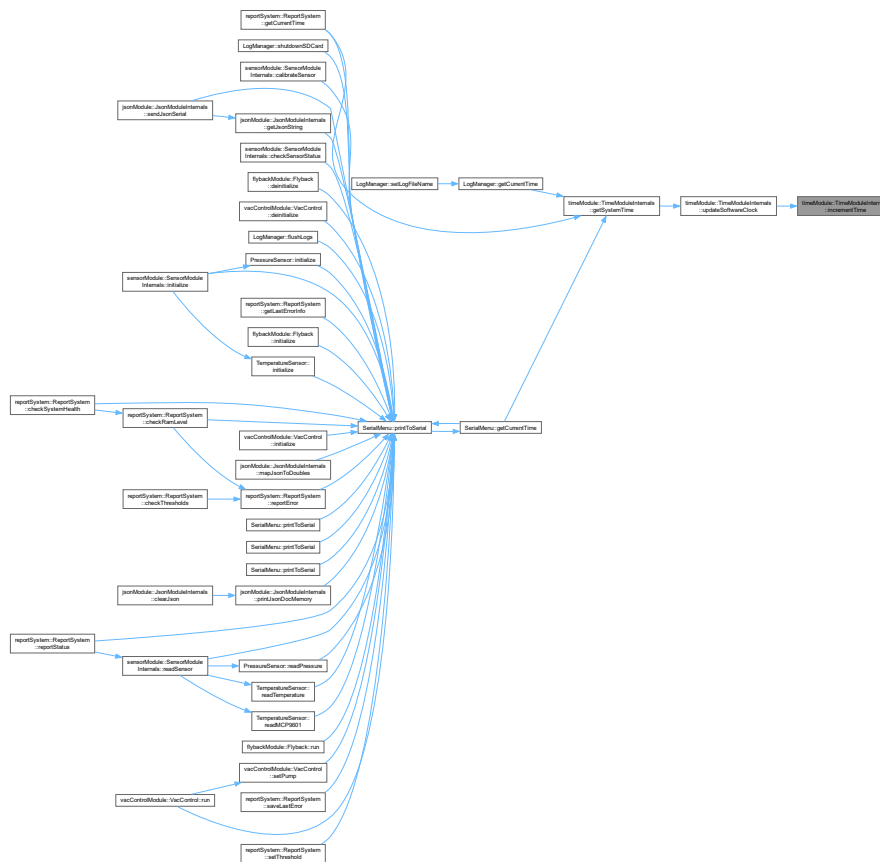 reportSystem::ReportSystem
::getCurrentTime
LogManager::shutdownSDCard
sensorModule::SensorModule
Internals::calibrateSensor
jsonModule::JsonModuleInternals
::sendJsonSerial
jsonModule::JsonModuleInternals
::getJsonString
sensorModule::SensorModule
Internals::checkSensorStatus
flybackModule::Flyback
::deinitialize
vacControlModule::VacControl
::deinitialize
LogManager::flushLogs
PressureSensor::initialize
sensorModule::SensorModule
Internals::initialize
reportSystem::ReportSystem
::getLastErrorInfo
flybackModule::Flyback
::initialize
TemperatureSensor::
initialize
reportSystem::ReportSystem
::checkSystemHealth
reportSystem::ReportSystem
::checkRamLevel
vacControlModule::VacControl
::initialize
jsonModule::JsonModuleInternals
::mapJsonToDoubles
reportSystem::ReportSystem
::checkThresholds
reportSystem::ReportSystem
::reportError
SerialMenu::printToSerial
SerialMenu::printToSerial
SerialMenu::printToSerial
jsonModule::JsonModuleInternals
::clearJson
jsonModule::JsonModuleInternals
::printJsonDocMemory
reportSystem::ReportSystem
::reportStatus
sensorModule::SensorModule
Internals::readSensor
PressureSensor::readPressure
TemperatureSensor::
readTemperature
TemperatureSensor::
readMCP9601
flybackModule::Flyback::run
vacControlModule::VacControl
::setPump
vacControlModule::VacControl::run
reportSystem::ReportSystem
::saveLastError
reportSystem::ReportSystem
::setThreshold
LogManager::setLogFileName
LogManager::getCurrentTime
SerialMenu::printToSerial
SerialMenu::getCurrentTime
timeModule::TimeModuleInternals
::getSystemTime
timeModule::TimeModuleInternals
::updateSoftwareClock
timeModule::TimeModuleIntern
::incrementTime